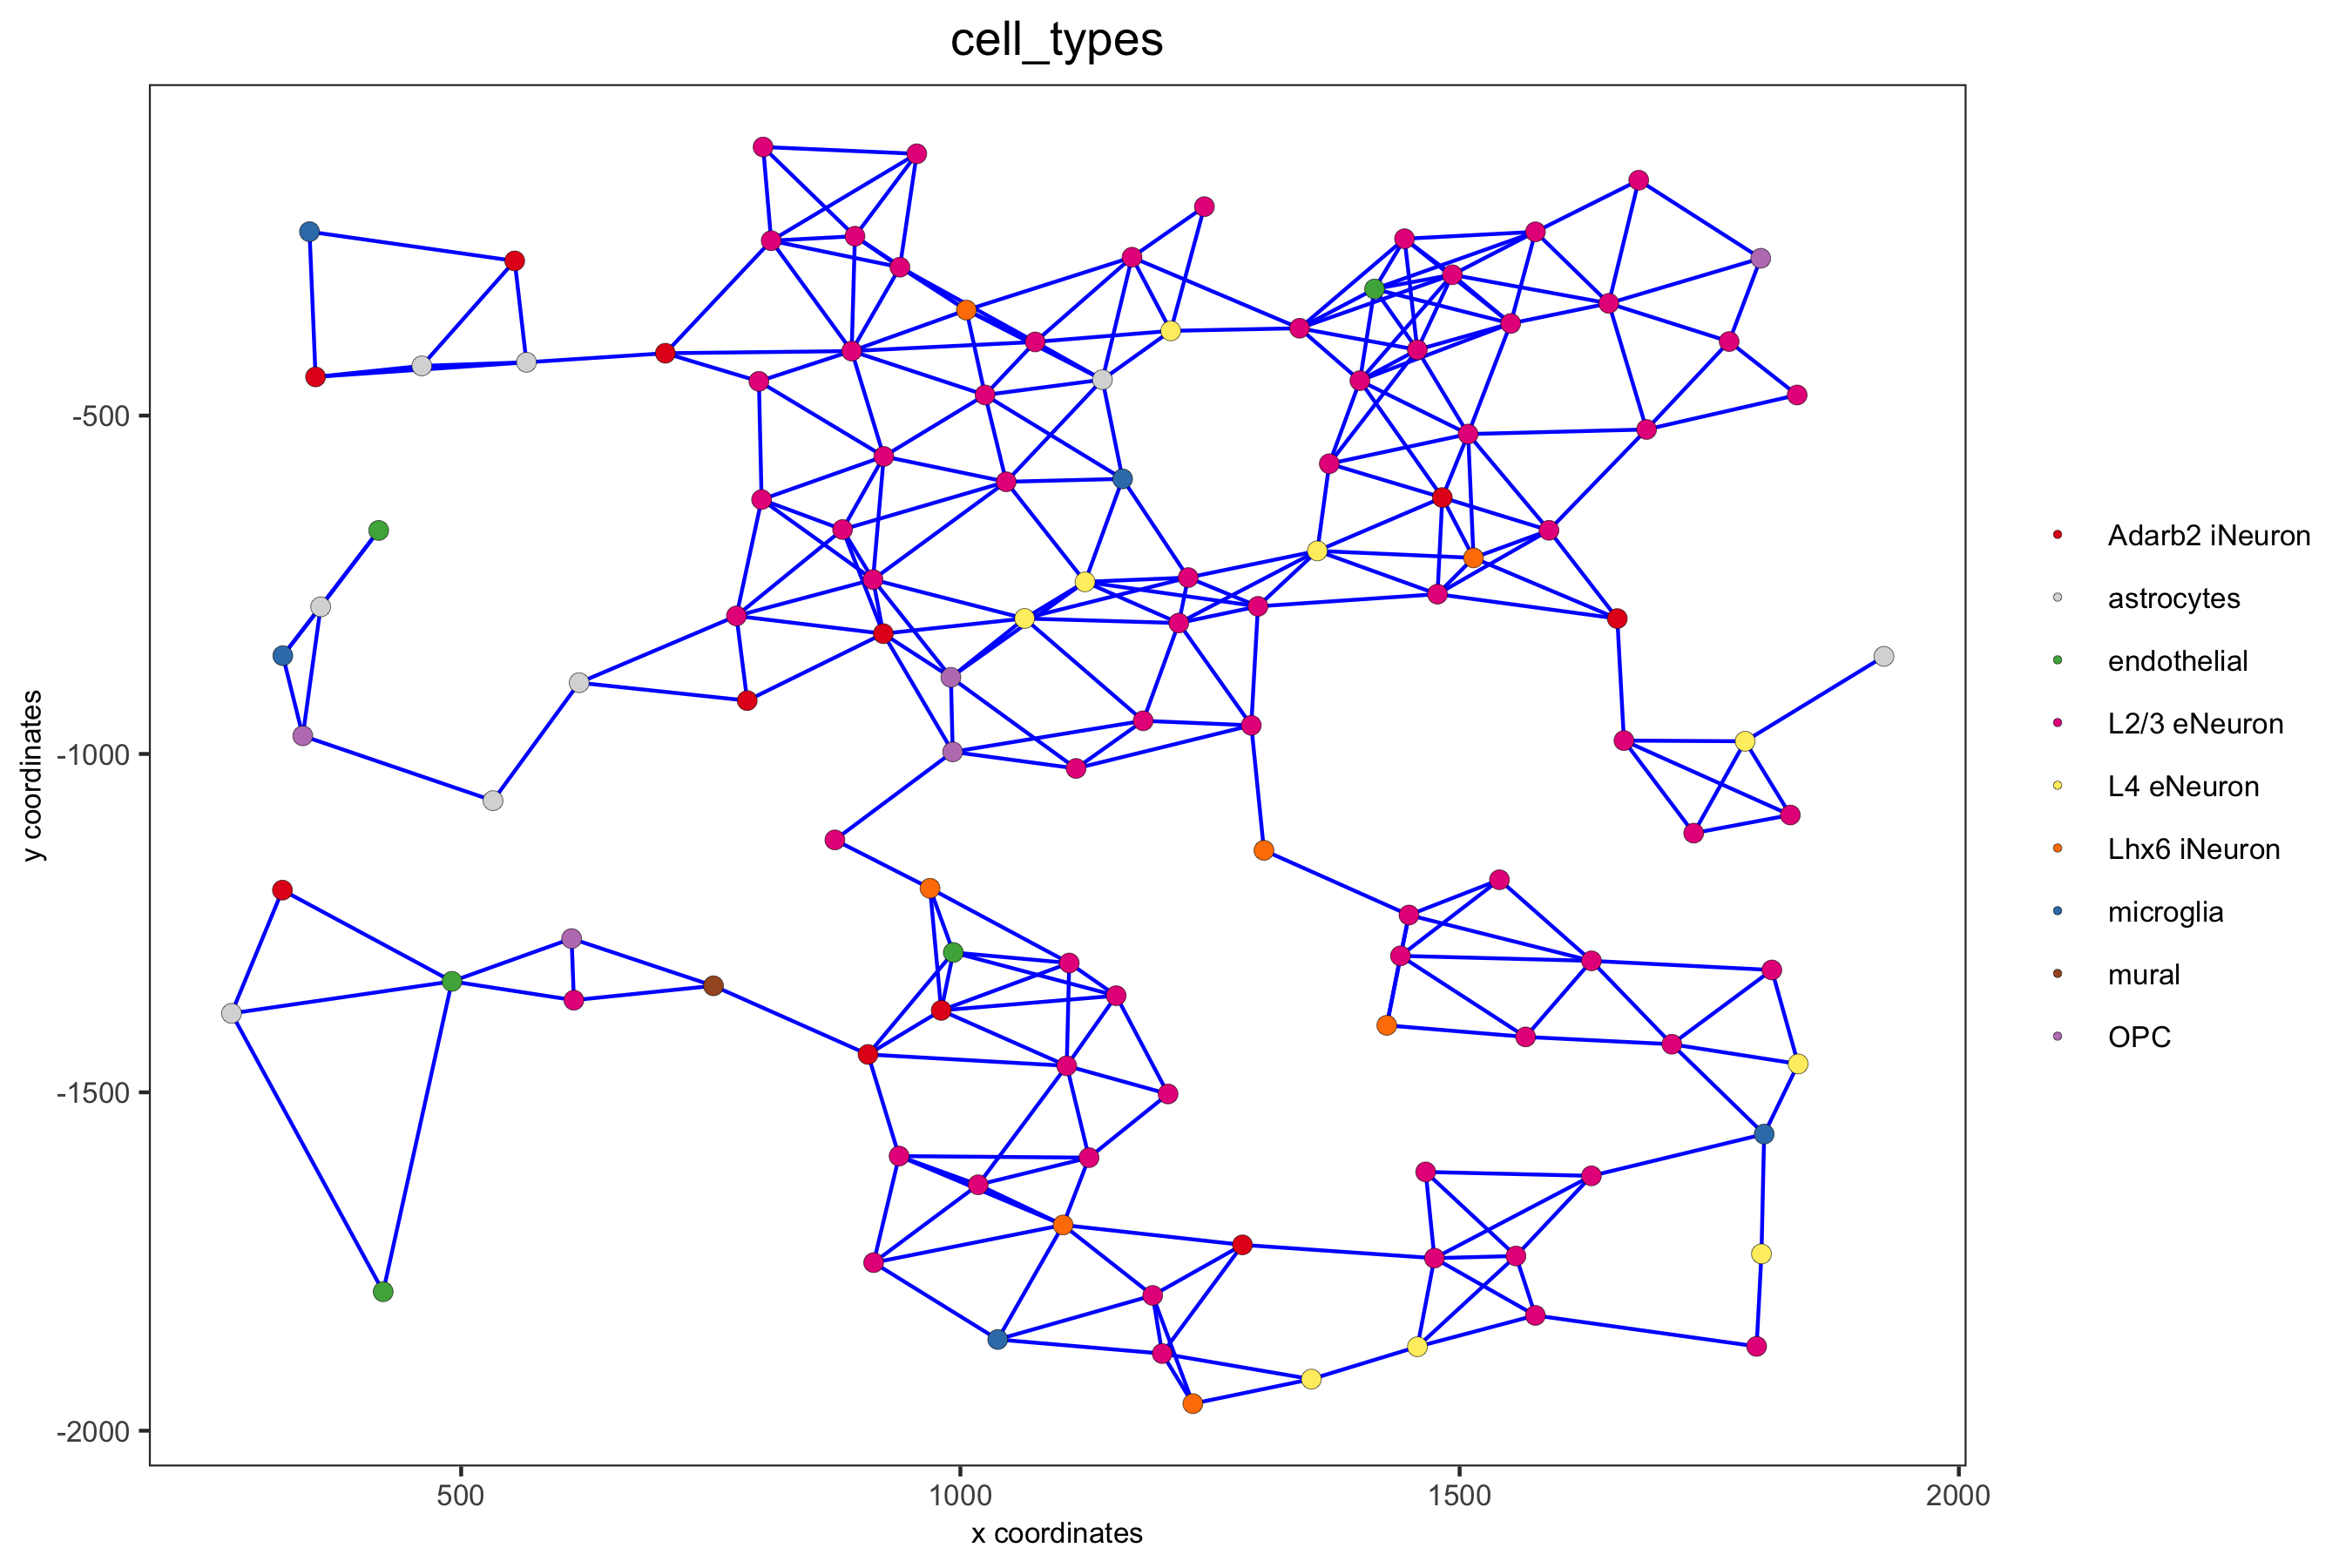 cell_types
y coordinates
-500
-1000
-1500
-2000
500
1000
1500
2000
x coordinates
Adarb2 iNeuron
astrocytes
endothelial
L2/3 eNeuron
L4 eNeuron
Lhx6 iNeuron
microglia
mural
OPC